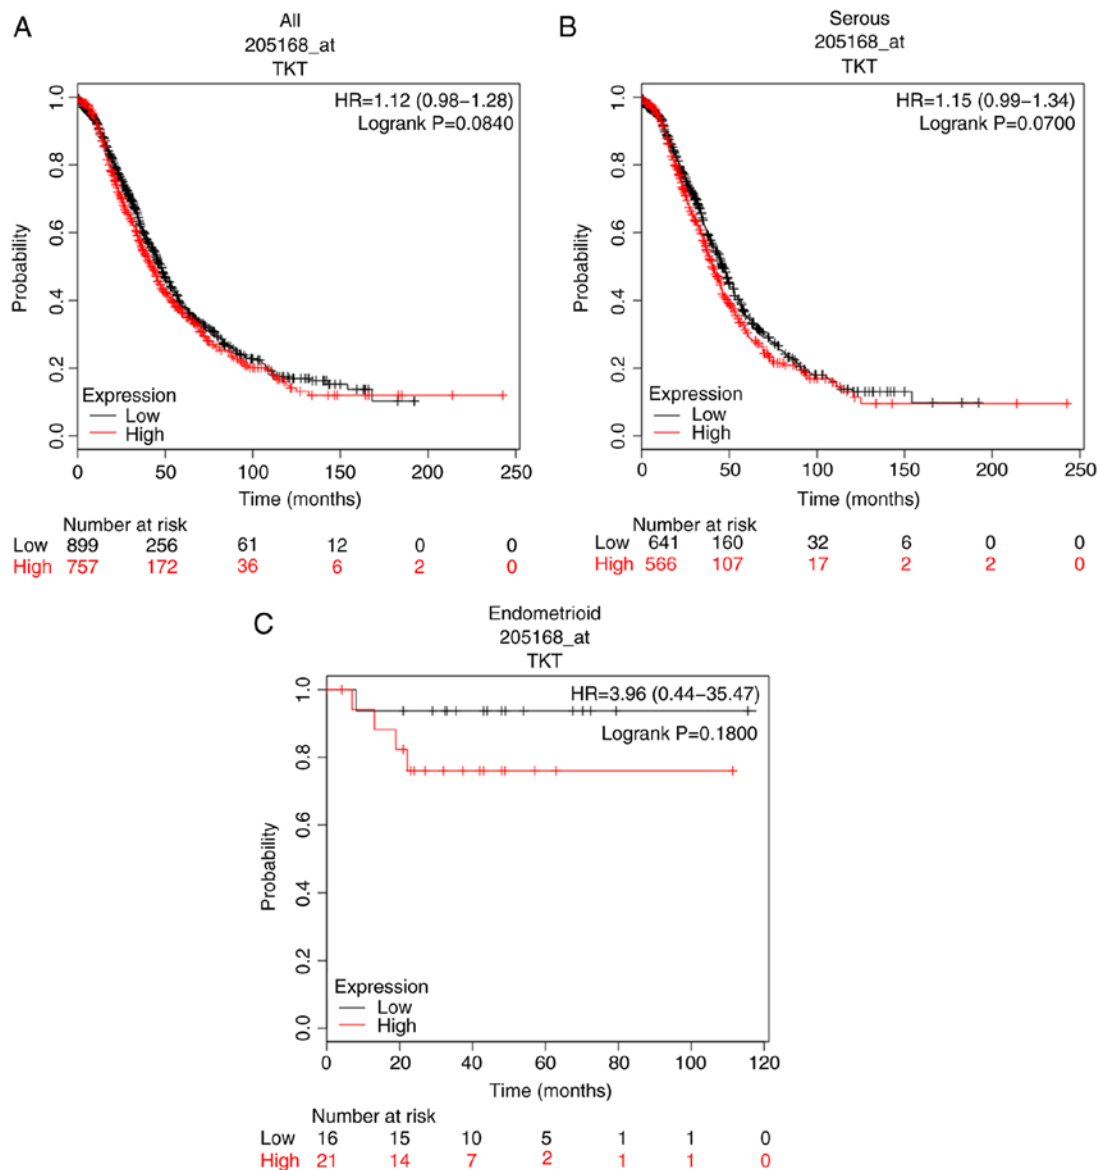 A
All
205168_at
TKT
HR=1.12 (0.98−1.28)
Logrank P=0.0840
Probability
1.0
0.8
0.6
0.4
0.2
0.0
Expression
Low
High
0 50 100 150 200 250
Time (months)
Number at risk
Low 899 256 61 12 0 0
High 757 172 36 6 2 0
B
Serous
205168_at
TKT
HR=1.15 (0.99−1.34)
Logrank P=0.0700
Probability
1.0
0.8
0.6
0.4
0.2
0.0
Expression
Low
High
0 50 100 150 200 250
Time (months)
Number at risk
Low 641 160 32 6 0 0
High 566 107 17 2 2 0
C
Endometrioid
205168_at
TKT
HR=3.96 (0.44−35.47)
Logrank P=0.1800
Probability
1.0
0.8
0.6
0.4
0.2
0.0
Expression
Low
High
0 20 40 60 80 100 120
Time (months)
Number at risk
Low 16 15 10 5 1 1 0
High 21 14 7 2 1 1 0